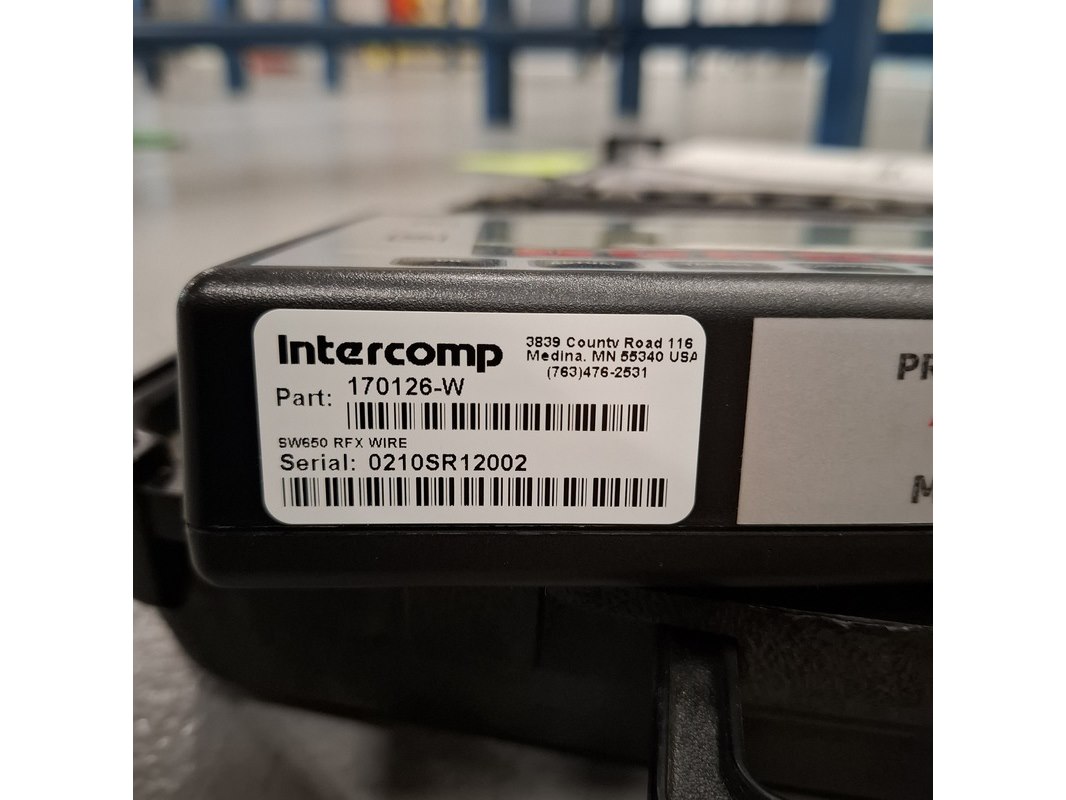 Intercomp
3839 County Road 116
Medina, MN 55340 USA
(763)476-2531
Part: 170126-W
SW650 RFX WIRE
Serial: 0210SR12002